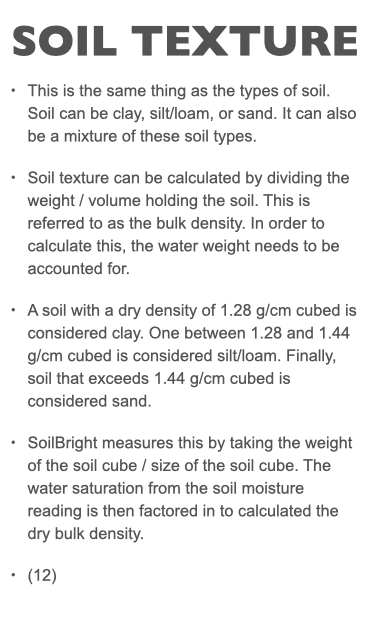 SOIL TEXTURE
• This is the same thing as the types of soil.
Soil can be clay, silt/loam, or sand. It can also
be a mixture of these soil types.
• Soil texture can be calculated by dividing the
weight / volume holding the soil. This is
referred to as the bulk density. In order to
calculate this, the water weight needs to be
accounted for.
• A soil with a dry density of 1.28 g/cm cubed is
considered clay. One between 1.28 and 1.44
g/cm cubed is considered silt/loam. Finally,
soil that exceeds 1.44 g/cm cubed is
considered sand.
• SoilBright measures this by taking the weight
of the soil cube / size of the soil cube. The
water saturation from the soil moisture
reading is then factored in to calculated the
dry bulk density.
• (12)